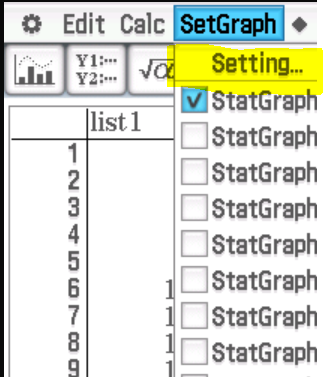 Edit Calc SetGraph
Y1:···
Y2:···
√α
Setting...
StatGraph
list1
StatGraph
1
StatGraph
2
StatGraph
3
StatGraph
4
5
StatGraph
6 1
StatGraph
7 1
8 1
StatGraph
9 1